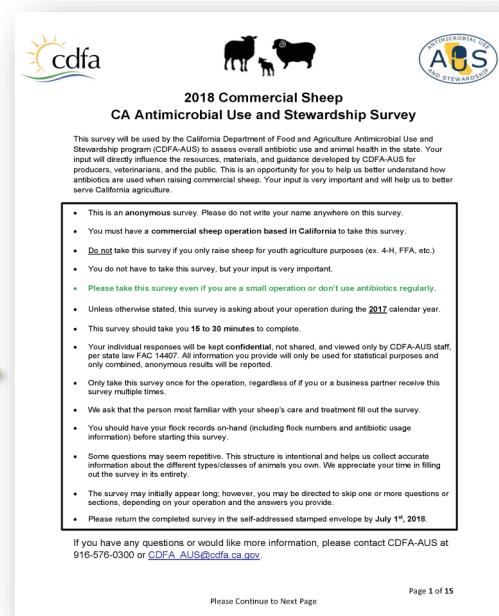 cdfa
ANTIMICROBIAL USE
AUS
AND STEWARDSHIP
2018 Commercial Sheep
CA Antimicrobial Use and Stewardship Survey
This survey will be used by the California Department of Food and Agriculture Antimicrobial Use and
Stewardship program (CDFA-AUS) to assess overall antibiotic use and animal health in the state. Your
input will directly influence the resources, materials, and guidance developed by CDFA-AUS for
producers, veterinarians, and the public. This is an opportunity for you to help us better understand how
antibiotics are used when raising commercial sheep. Your input is very important and will help us to better
serve California agriculture.
• This is an anonymous survey. Please do not write your name anywhere on this survey.
• You must have a commercial sheep operation based in California to take this survey.
• Do not take this survey if you only raise sheep for youth agriculture purposes (ex. 4-H, FFA, etc.)
• You do not have to take this survey, but your input is very important.
• Please take this survey even if you are a small operation or don't use antibiotics regularly.
• Unless otherwise stated, this survey is asking about your operation during the 2017 calendar year.
• This survey should take you 15 to 30 minutes to complete.
• Your individual responses will be kept confidential, not shared, and viewed only by CDFA-AUS staff,
per state law FAC 14407. All information you provide will only be used for statistical purposes and
only combined, anonymous results will be reported.
• Only take this survey once for the operation, regardless of if you or a business partner receive this
survey multiple times.
• We ask that the person most familiar with your sheep's care and treatment fill out the survey.
• You should have your flock records on-hand (including flock numbers and antibiotic usage
information) before starting this survey.
• Some questions may seem repetitive. This structure is intentional and helps us collect accurate
information about the different types/classes of animals you own. We appreciate your time in filling
out the survey in its entirety.
• The survey may initially appear long; however, you may be directed to skip one or more questions or
sections, depending on your operation and the answers you provide.
• Please return the completed survey in the self-addressed stamped envelope by July 1st, 2018.
If you have any questions or would like more information, please contact CDFA-AUS at
916-576-0300 or CDFA_AUS@cdfa.ca.gov.
Page 1 of 15
Please Continue to Next Page